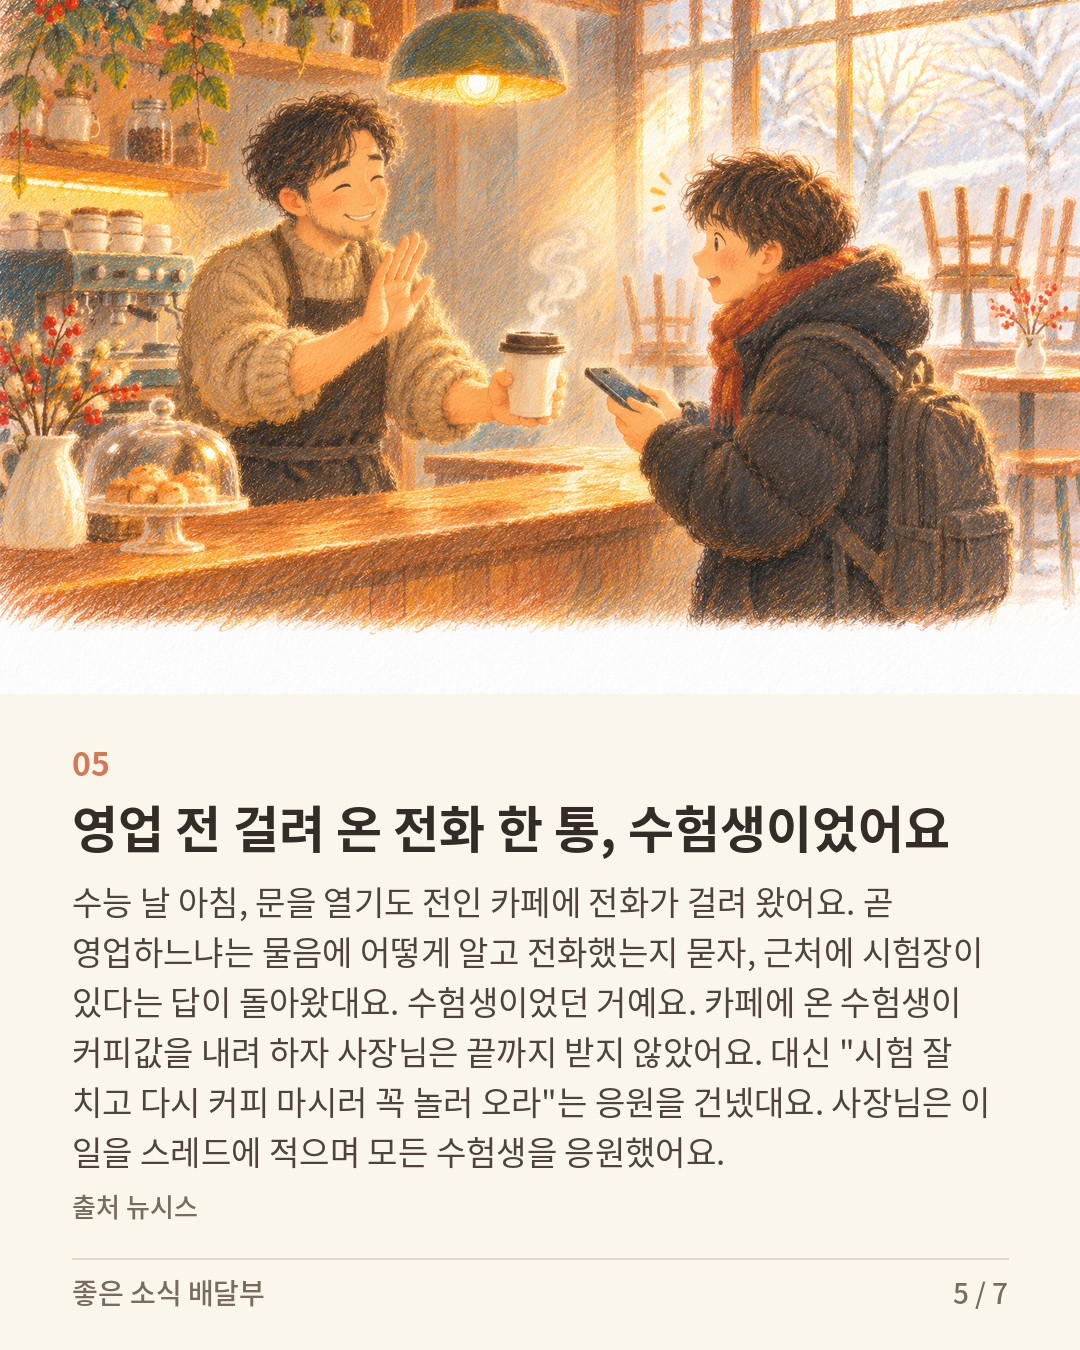 05
영업 전 걸려 온 전화 한 통, 수험생이었어요
수능 날 아침, 문을 열기도 전인 카페에 전화가 걸려 왔어요. 곧
영업하느냐는 물음에 어떻게 알고 전화했는지 묻자, 근처에 시험장이
있다는 답이 돌아왔대요. 수험생이었던 거예요. 카페에 온 수험생이
커피값을 내려 하자 사장님은 끝까지 받지 않았어요. 대신 "시험 잘
치고 다시 커피 마시러 꼭 놀러 오라"는 응원을 건넸대요. 사장님은 이
일을 스레드에 적으며 모든 수험생을 응원했어요.
출처 뉴시스
좋은 소식 배달부
5 / 7